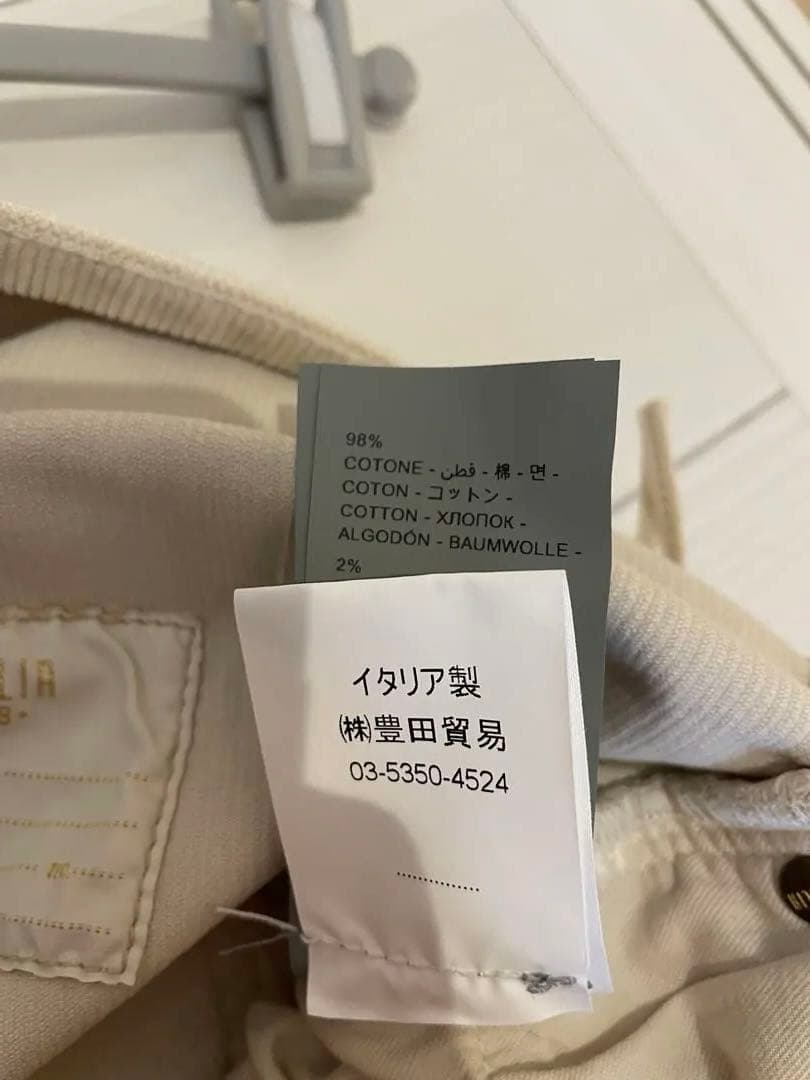 98%
COTONE - قطن - 棉 - 면 -
COTON - コットン -
COTTON - ХЛОПОК -
ALGODÓN - BAUMWOLLE -
2%
イタリア製
㈱豊田貿易
03-5350-4524